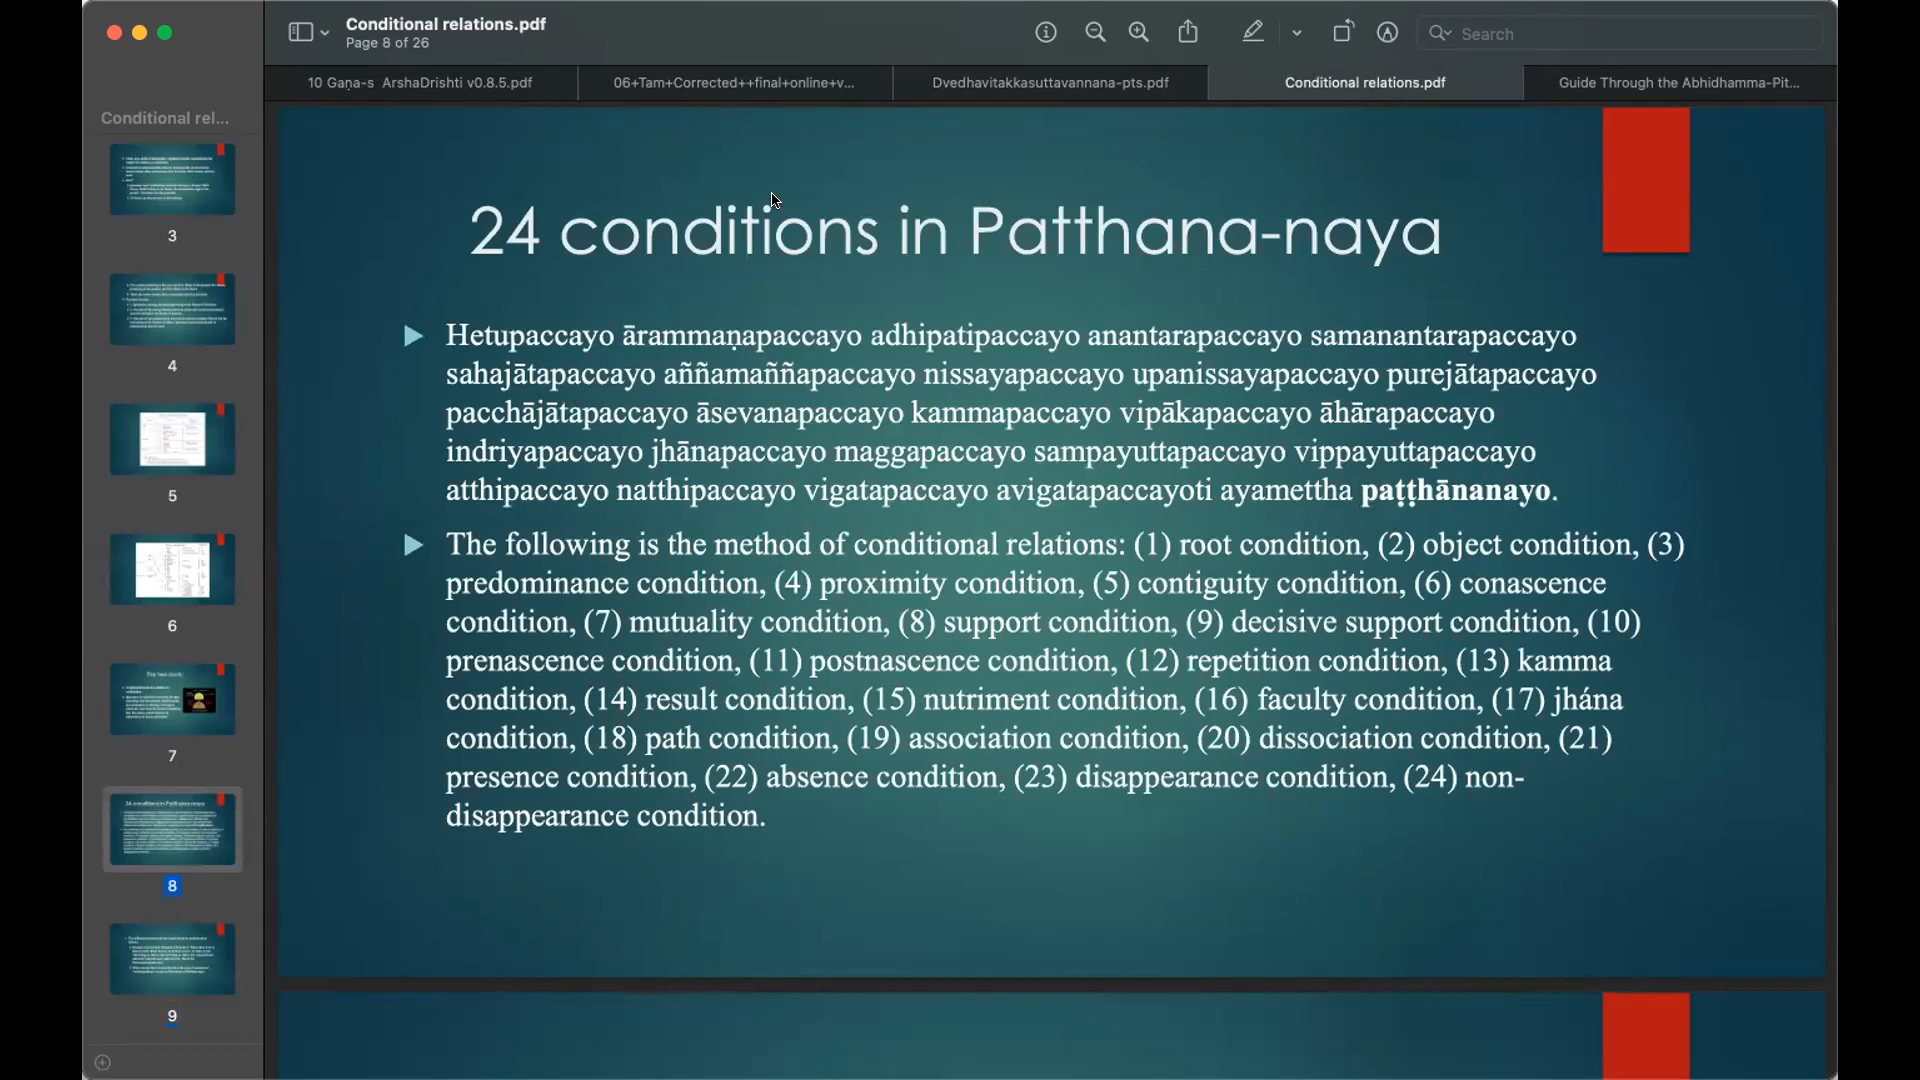 Conditional relations.pdf
Page 8 of 26
Search
10 Gaṇa-s ArshaDrishti v0.8.5.pdf
06+Tam+Corrected++final+online+v...
Dvedhavitakkasuttavannana-pts.pdf
Conditional relations.pdf
Guide Through the Abhidhamma-Pit...
Conditional rel...
3
4
5
6
7
8
9
24 conditions in Patthana-naya
Hetupaccayo ārammaṇapaccayo adhipatipaccayo anantarapaccayo samanantarapaccayo
sahajātapaccayo aññamaññapaccayo nissayapaccayo upanissayapaccayo purejātapaccayo
pacchājātapaccayo āsevanapaccayo kammapaccayo vipākapaccayo āhārapaccayo
indriyapaccayo jhānapaccayo maggapaccayo sampayuttapaccayo vippayuttapaccayo
atthipaccayo natthipaccayo vigatapaccayo avigatapaccayoti ayamettha paṭṭhānanayo.
The following is the method of conditional relations: (1) root condition, (2) object condition, (3)
predominance condition, (4) proximity condition, (5) contiguity condition, (6) conascence
condition, (7) mutuality condition, (8) support condition, (9) decisive support condition, (10)
prenascence condition, (11) postnascence condition, (12) repetition condition, (13) kamma
condition, (14) result condition, (15) nutriment condition, (16) faculty condition, (17) jhána
condition, (18) path condition, (19) association condition, (20) dissociation condition, (21)
presence condition, (22) absence condition, (23) disappearance condition, (24) non-
disappearance condition.